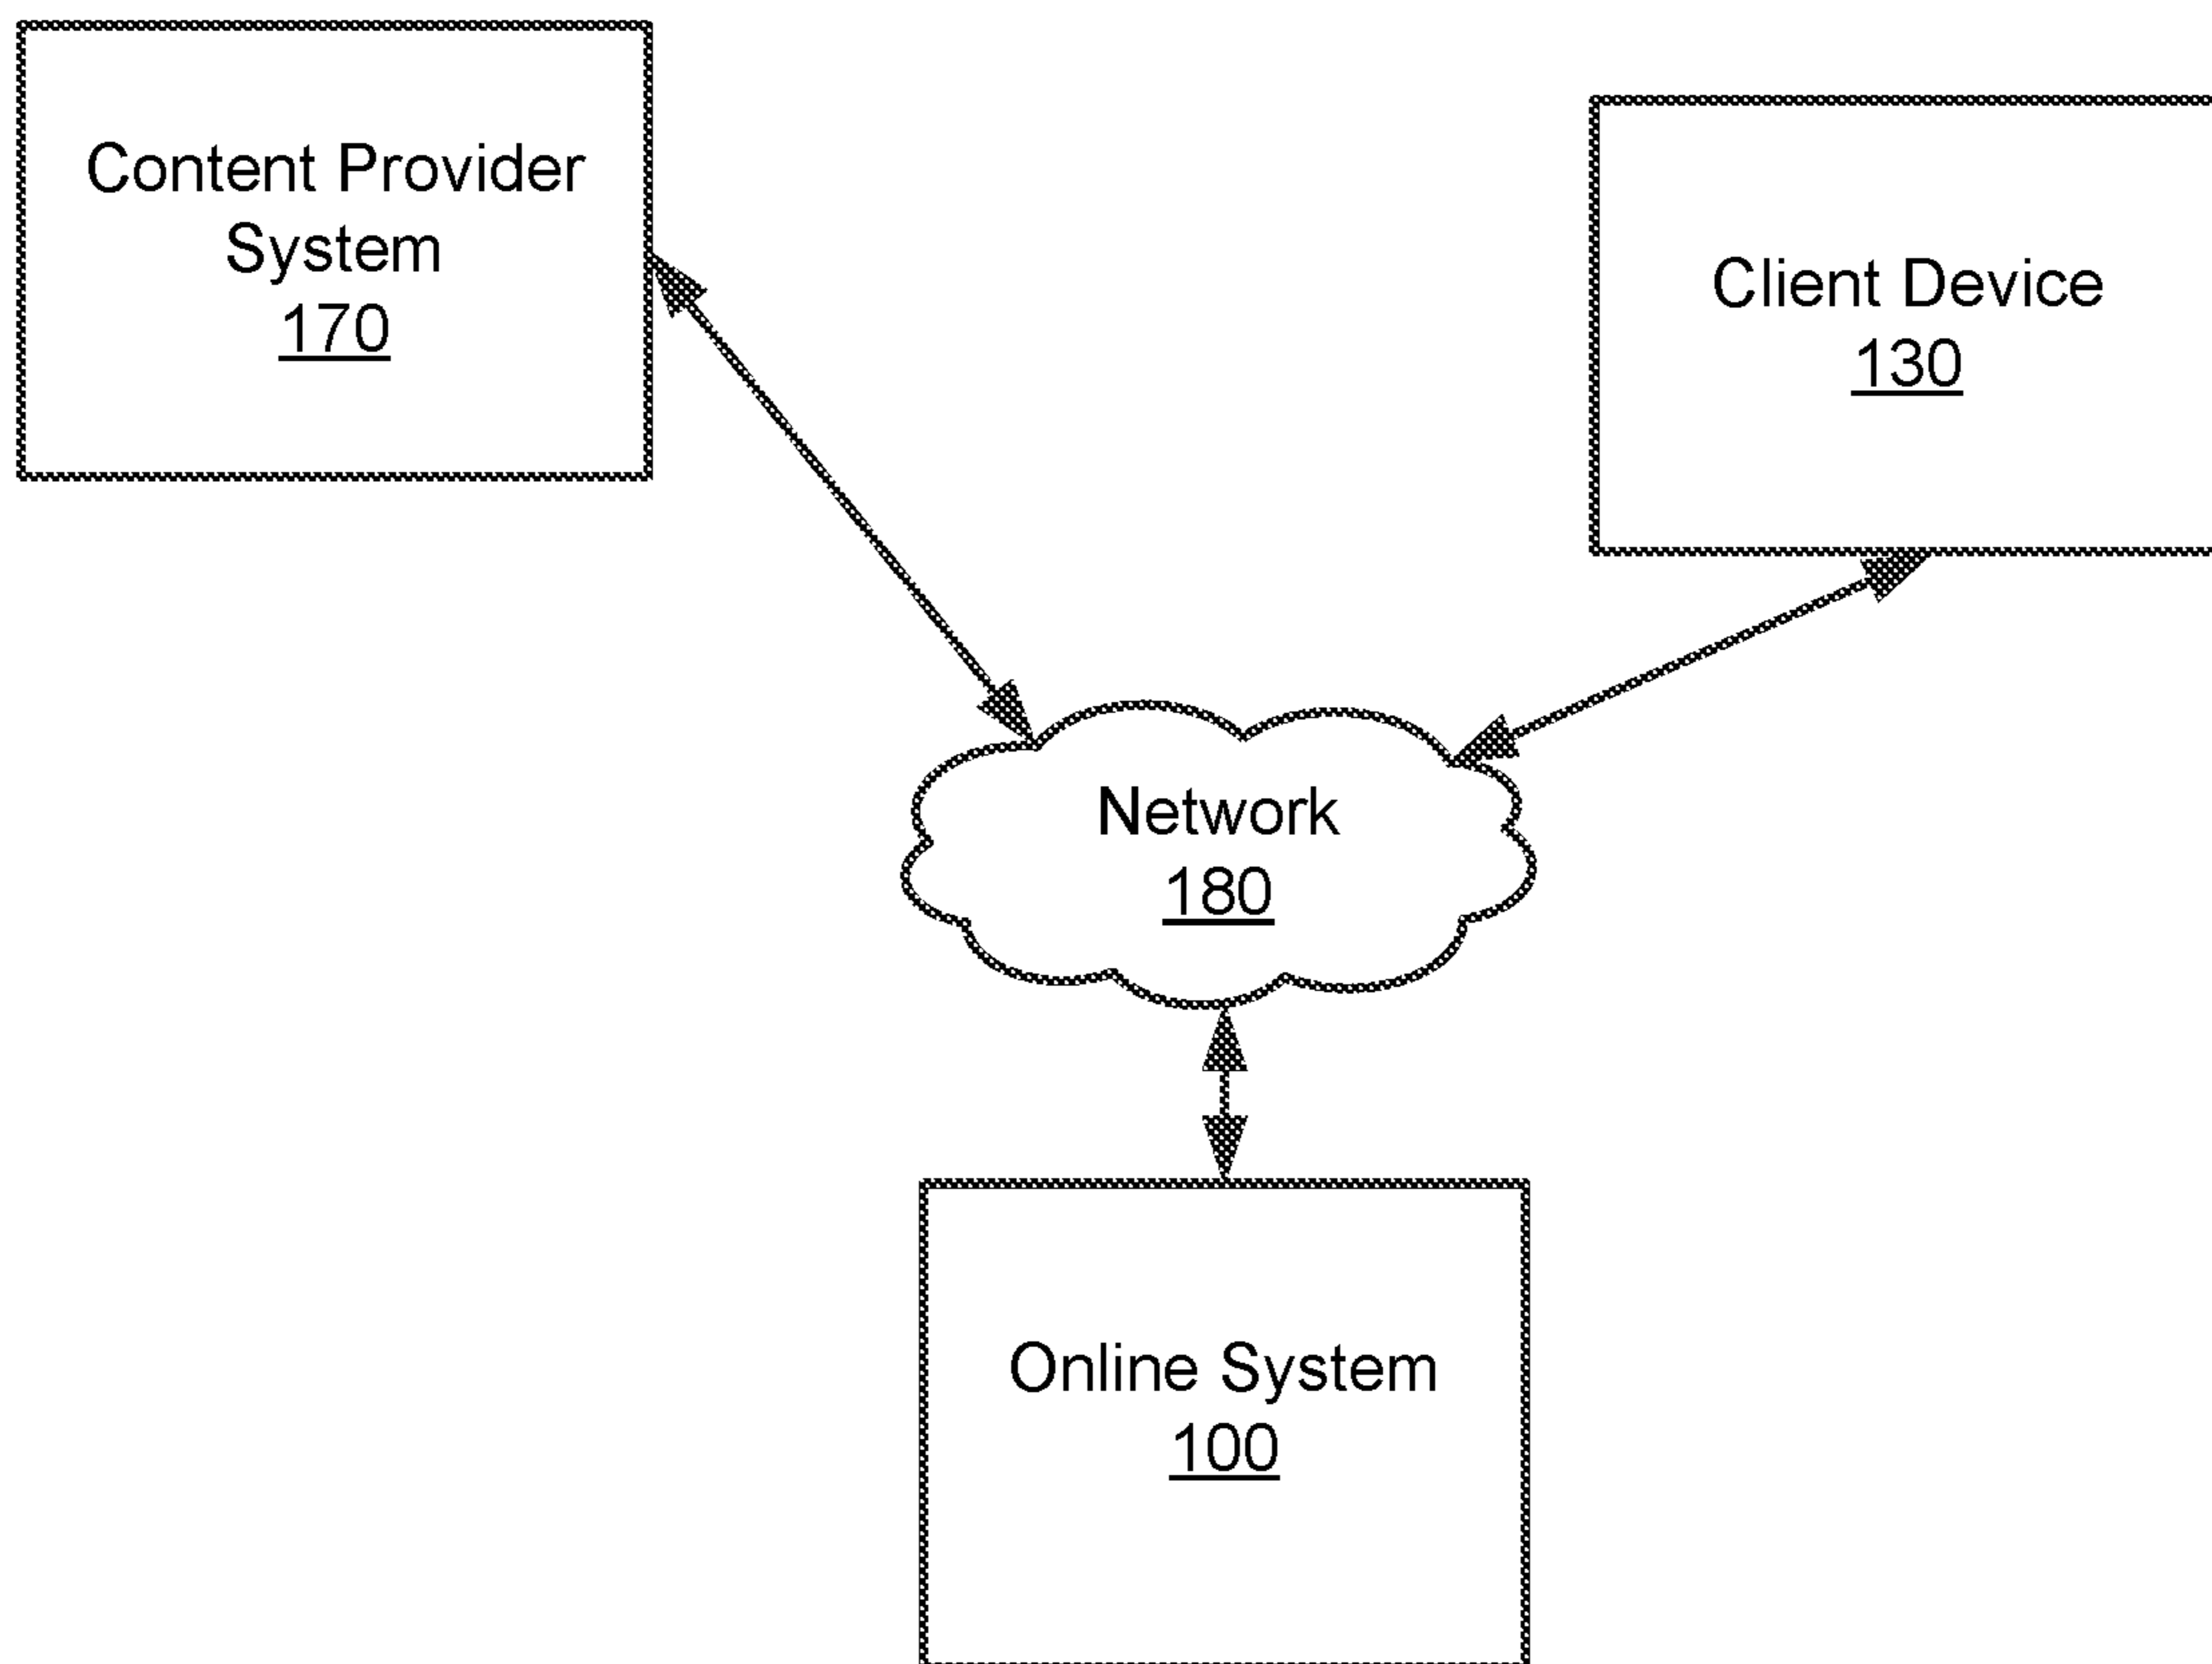 Content Provider
System
170
Client Device
130
Network
180
Online System
100